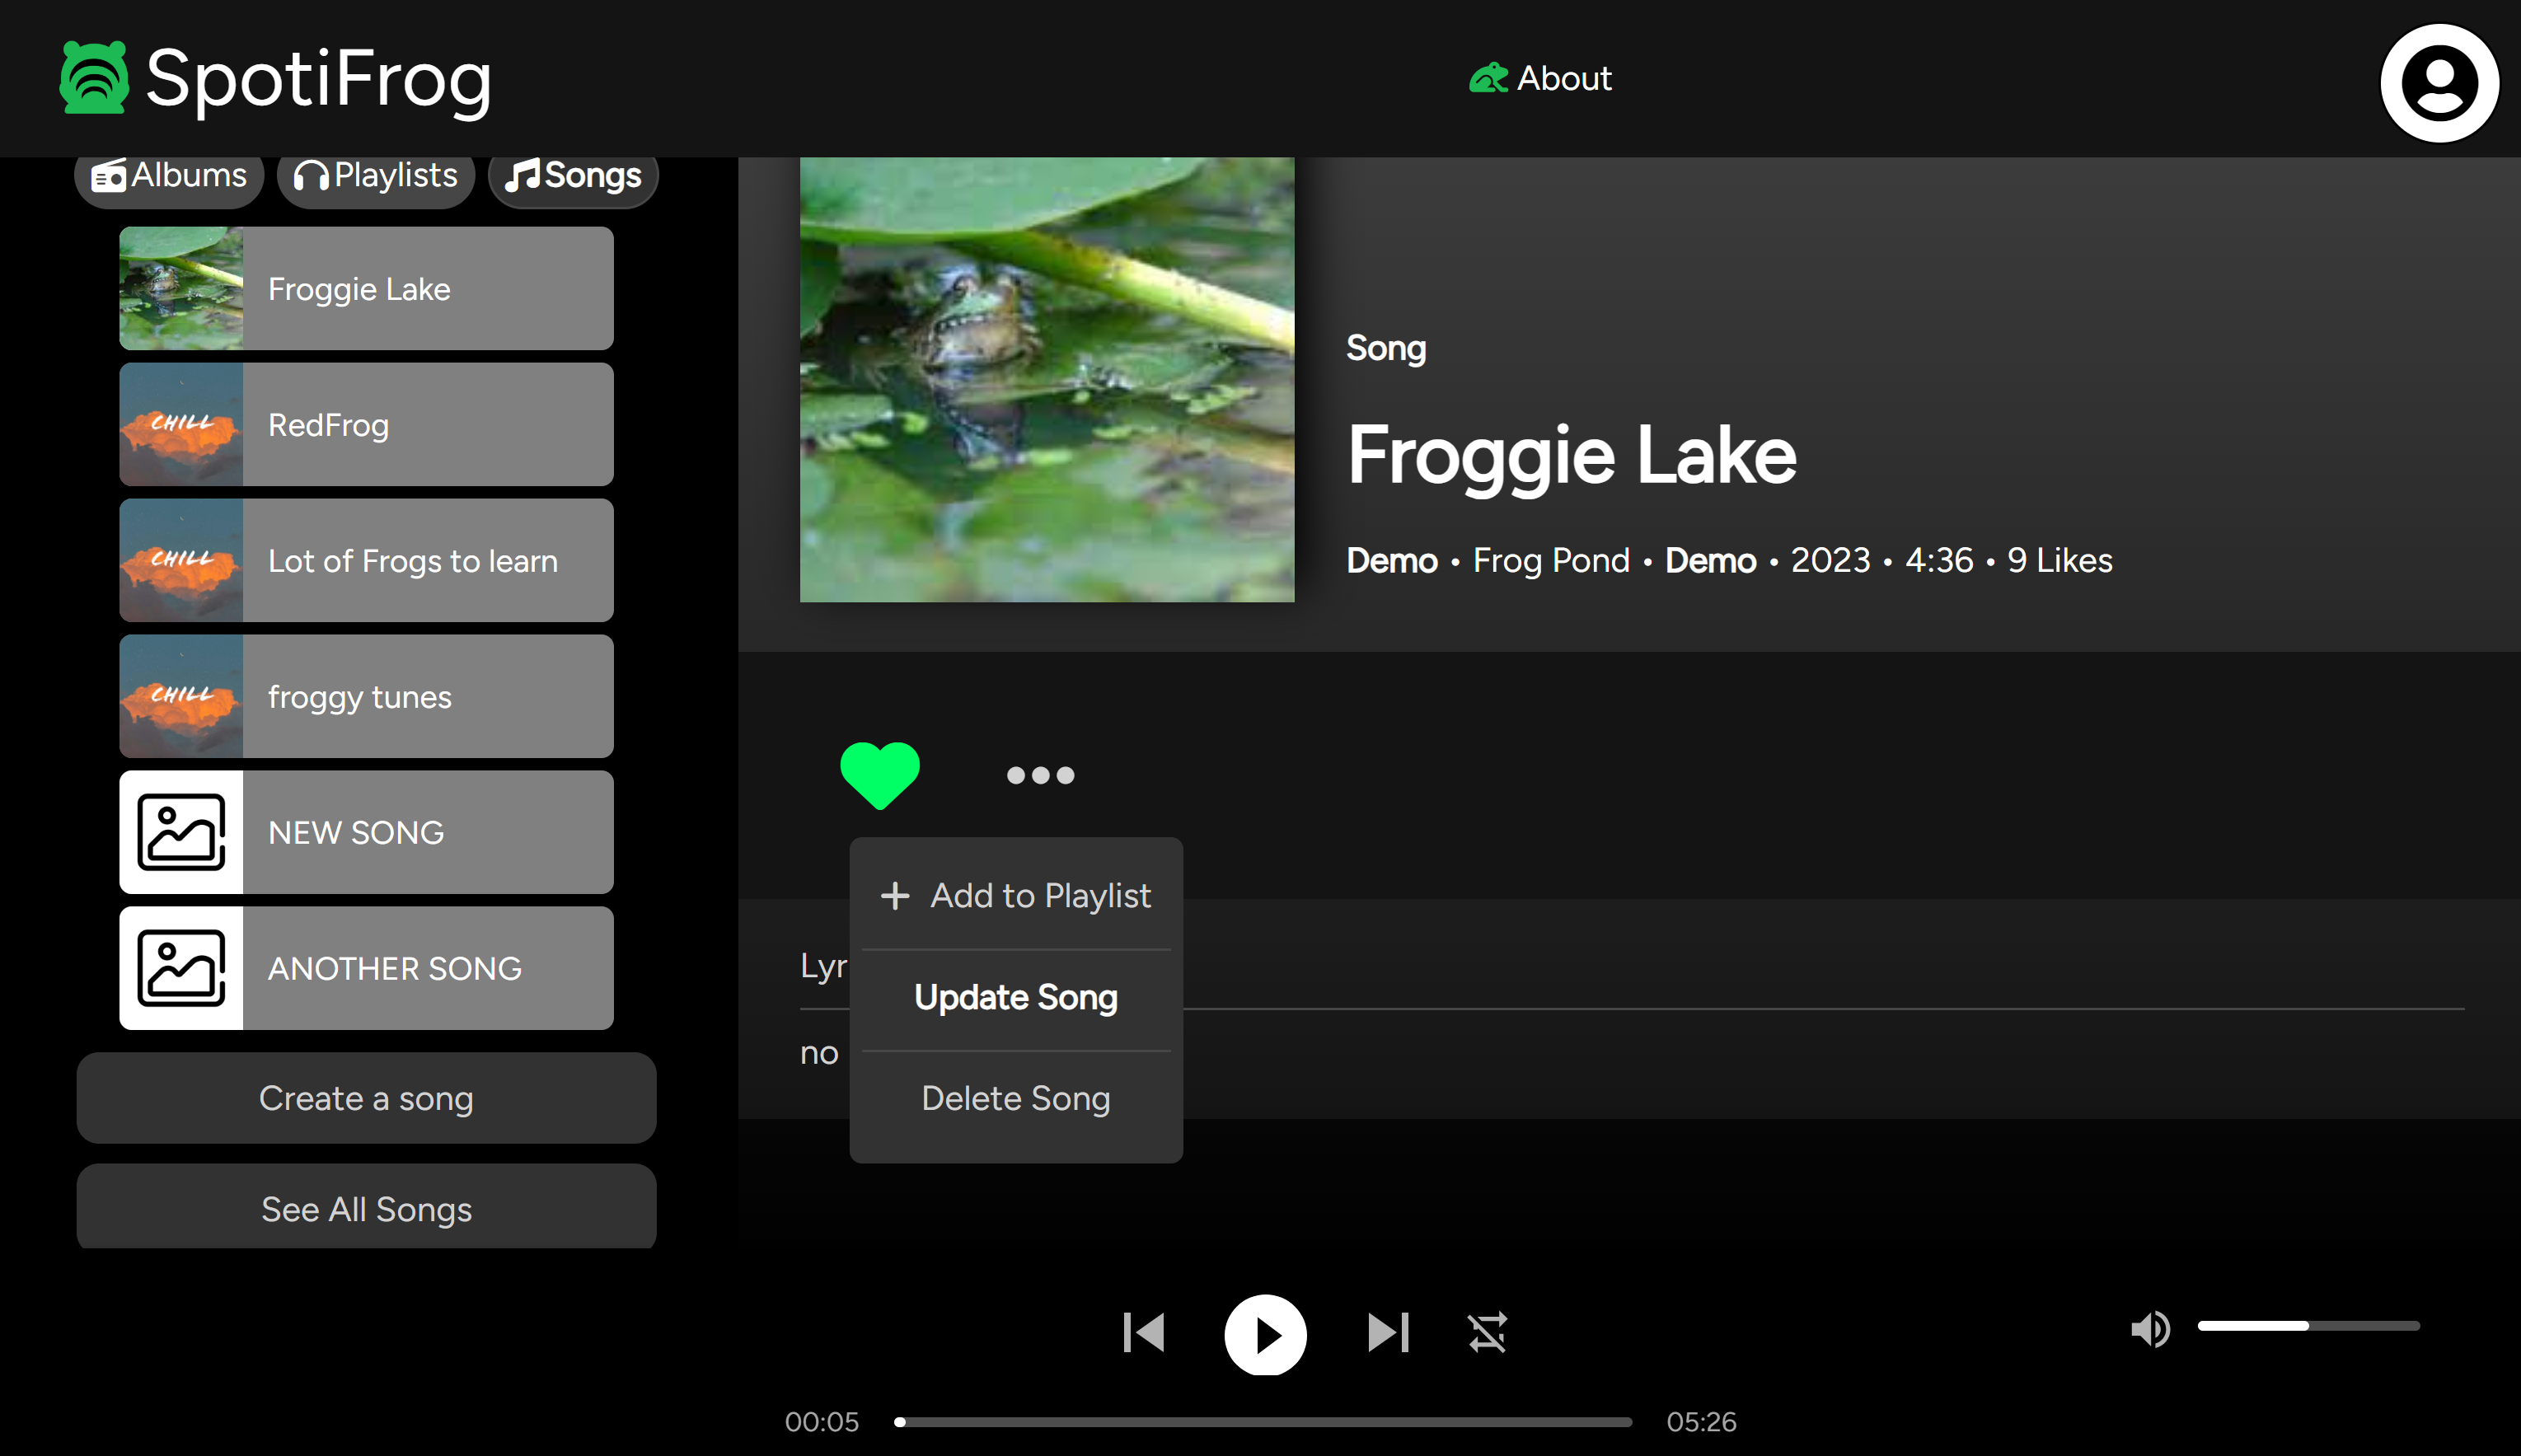 SpotiFrog
About
Albums
Playlists
Songs
Froggie Lake
RedFrog
Lot of Frogs to learn
froggy tunes
NEW SONG
ANOTHER SONG
Create a song
See All Songs
CHILL
CHILL
CHILL
Song
Froggie Lake
Demo • Frog Pond • Demo • 2023 • 4:36 • 9 Likes
+ Add to Playlist
Lyr
Update Song
no
Delete Song
00:05
05:26